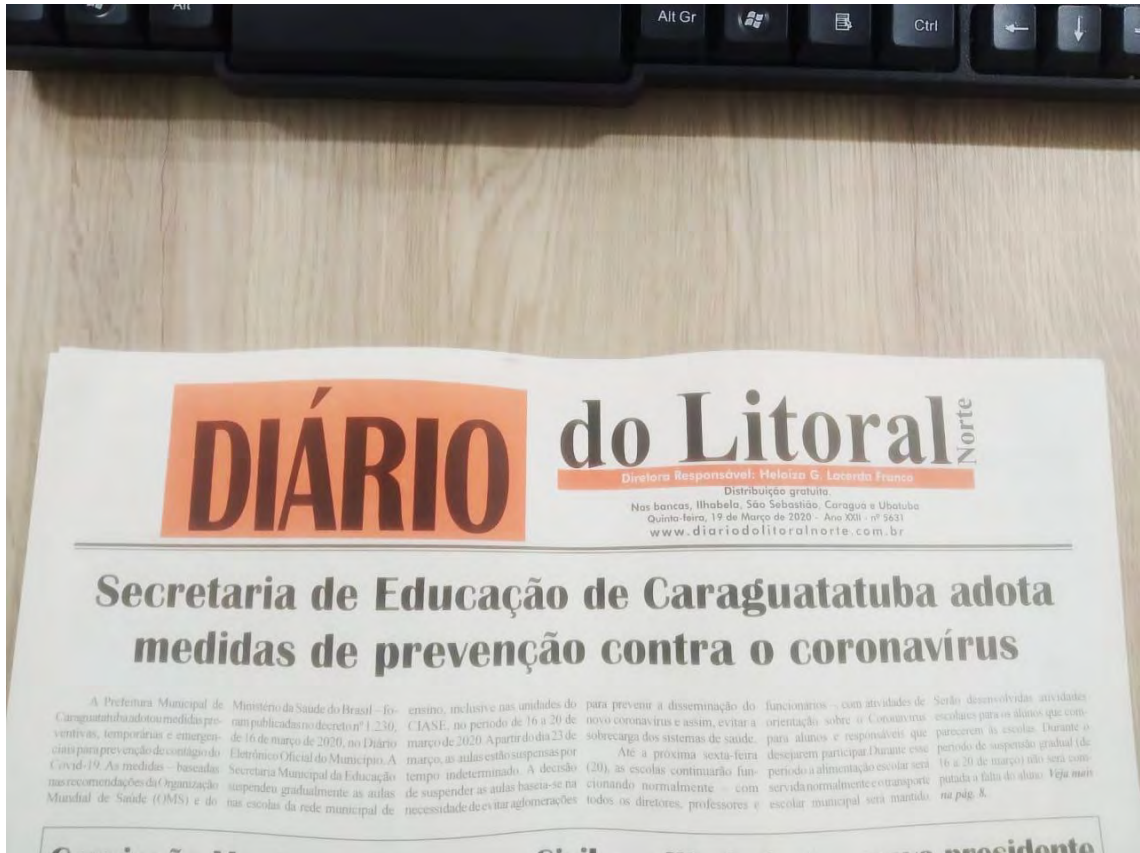 Alt
Alt Gr
Ctrl
DIÁRIO
do Litoral
Norte
Diretora Responsável: Heloiza G. Lacerda Franco
Distribuição gratuita.
Nas bancas, Ilhabela, São Sebastião, Caraguá e Ubatuba
Quinta-feira, 19 de Março de 2020 - Ano XXII - nº 5631
www.diariodolitoralnorte.com.br
Secretaria de Educação de Caraguatatuba adota
medidas de prevenção contra o coronavírus
A Prefeitura Municipal de
Caraguatatuba adotou medidas pre-
ventivas, temporárias e emergen-
ciais para prevenção de contágio do
Covid-19. As medidas – baseadas
nas recomendações da Organização
Mundial de Saúde (OMS) e do
Ministério da Saúde do Brasil – fo-
ram publicadas no decreto nº 1.230,
de 16 de março de 2020, no Diário
Eletrônico Oficial do Município. A
Secretaria Municipal da Educação
suspendeu gradualmente as aulas
nas escolas da rede municipal de
ensino, inclusive nas unidades do
CIASE, no período de 16 a 20 de
março de 2020. A partir do dia 23 de
março, as aulas estão suspensas por
tempo indeterminado. A decisão
de suspender as aulas baseia-se na
necessidade de evitar aglomerações
para prevenir a disseminação do
novo coronavírus e assim, evitar a
sobrecarga dos sistemas de saúde.
Até a próxima sexta-feira
(20), as escolas continuarão fun-
cionando normalmente – com
todos os diretores, professores e
funcionários – com atividades de
orientação sobre o Coronavírus
para alunos e responsáveis que
desejarem participar. Durante esse
período a alimentação escolar será
servida normalmente e o transporte
escolar municipal será mantido.
Serão desenvolvidas atividades
escolares para os alunos que com-
parecerem às escolas. Durante o
período de suspensão gradual (de
16 a 20 de março) não será com-
putada a falta do aluno. Veja mais
na pág. 8.
presidente